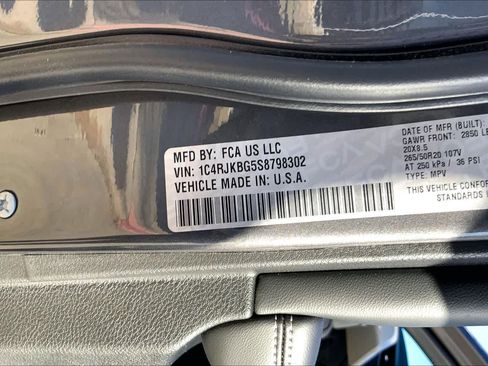 MFD BY: FCA US LLC
VIN: 1C4RJKBG5S8798302
VEHICLE MADE IN: U.S.A.
DATE OF MFR (BUILT):
GAWR FRONT: 2850 LB
20X8.5
265/50R20 107V
AT 250 kPa / 36 PSI
TYPE: MPV
THIS VEHICLE CONF
STANDARDS I